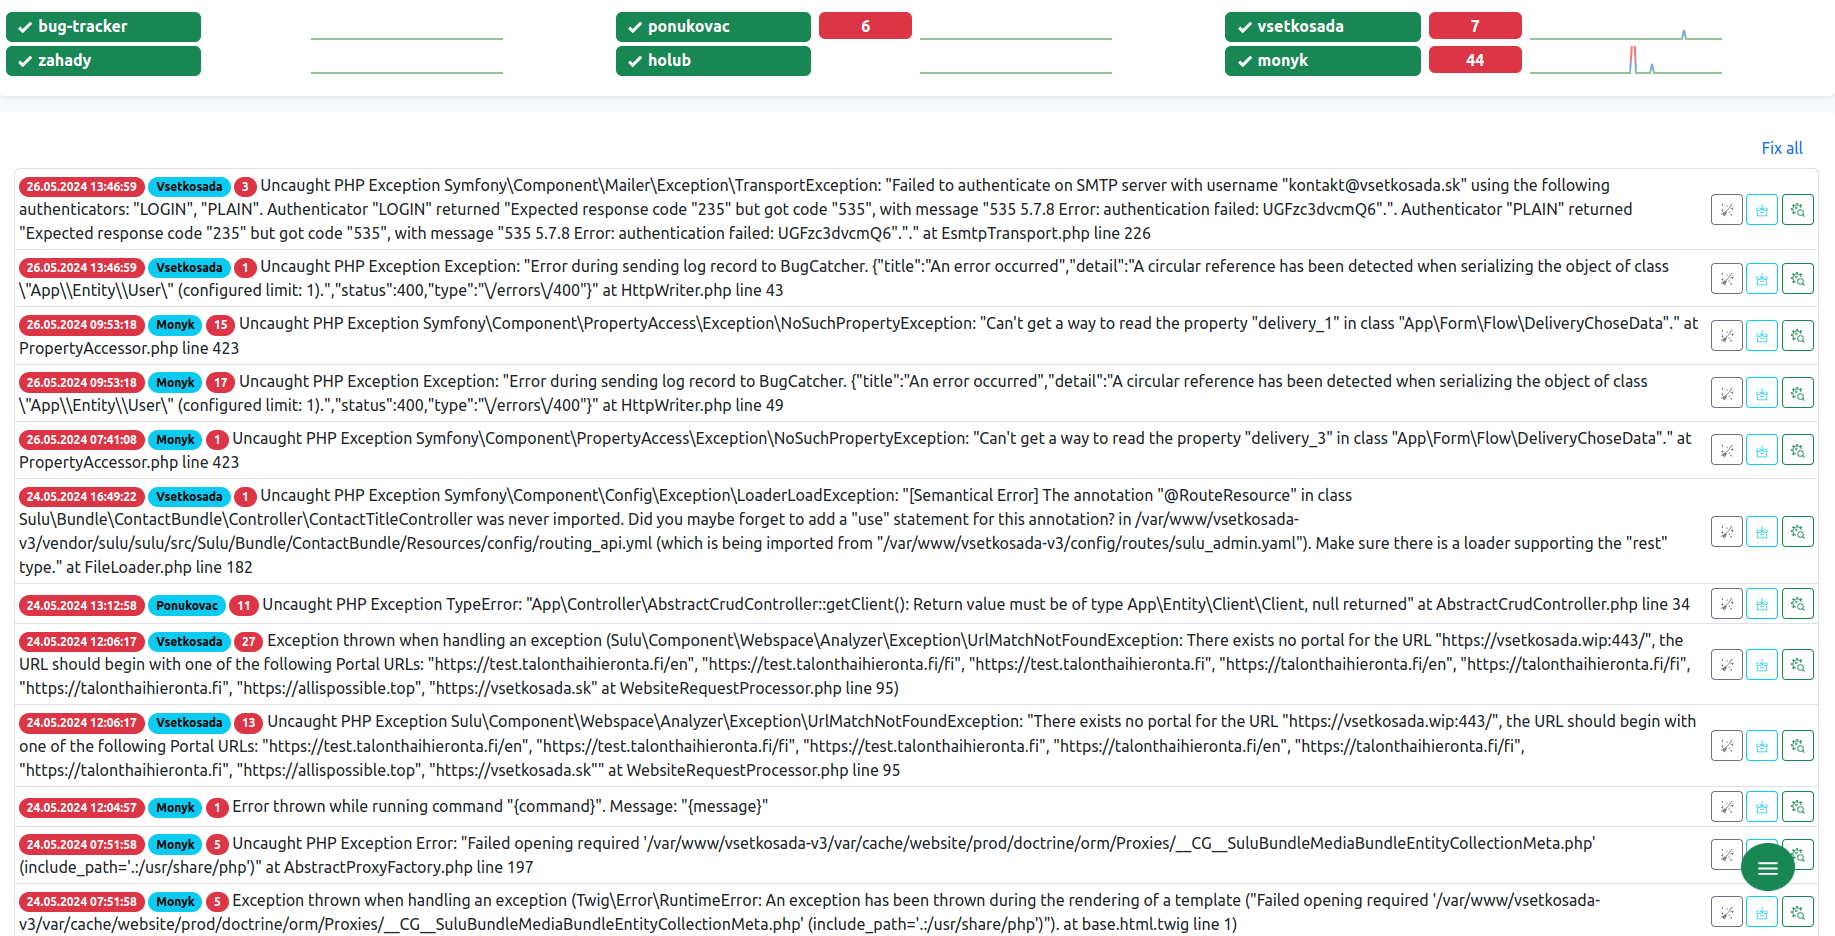 bug-tracker
ponukovac 6
vsetkosada 7
zahady
holub
monyk 44
Fix all
26.05.2024 13:46:59 Vsetkosada 3 Uncaught PHP Exception Symfony\Component\Mailer\Exception\TransportException: "Failed to authenticate on SMTP server with username "kontakt@vsetkosada.sk" using the following
authenticators: "LOGIN", "PLAIN". Authenticator "LOGIN" returned "Expected response code "235" but got code "535", with message "535 5.7.8 Error: authentication failed: UGFzc3dvcmQ6".". Authenticator "PLAIN" returned
"Expected response code "235" but got code "535", with message "535 5.7.8 Error: authentication failed: UGFzc3dvcmQ6"."." at EsmtpTransport.php line 226
26.05.2024 13:46:59 Vsetkosada 1 Uncaught PHP Exception Exception: "Error during sending log record to BugCatcher. {"title":"An error occurred","detail":"A circular reference has been detected when serializing the object of class
\"App\\Entity\\User\" (configured limit: 1).","status":400,"type":"\/errors\/400"}" at HttpWriter.php line 43
26.05.2024 09:53:18 Monyk 15 Uncaught PHP Exception Symfony\Component\PropertyAccess\Exception\NoSuchPropertyException: "Can't get a way to read the property "delivery_1" in class "App\Form\Flow\DeliveryChoseData"." at
PropertyAccessor.php line 423
26.05.2024 09:53:18 Monyk 17 Uncaught PHP Exception Exception: "Error during sending log record to BugCatcher. {"title":"An error occurred","detail":"A circular reference has been detected when serializing the object of class
\"App\\Entity\\User\" (configured limit: 1).","status":400,"type":"\/errors\/400"}" at HttpWriter.php line 49
26.05.2024 07:41:08 Monyk 1 Uncaught PHP Exception Symfony\Component\PropertyAccess\Exception\NoSuchPropertyException: "Can't get a way to read the property "delivery_3" in class "App\Form\Flow\DeliveryChoseData"." at
PropertyAccessor.php line 423
24.05.2024 16:49:22 Vsetkosada 1 Uncaught PHP Exception Symfony\Component\Config\Exception\LoaderLoadException: "[Semantical Error] The annotation "@RouteResource" in class
Sulu\Bundle\ContactBundle\Controller\ContactTitleController was never imported. Did you maybe forget to add a "use" statement for this annotation? in /var/www/vsetkosada-
v3/vendor/sulu/sulu/src/Sulu/Bundle/ContactBundle/Resources/config/routing_api.yml (which is being imported from "/var/www/vsetkosada-v3/config/routes/sulu_admin.yaml"). Make sure there is a loader supporting the "rest"
type." at FileLoader.php line 182
24.05.2024 13:12:58 Ponukovac 11 Uncaught PHP Exception TypeError: "App\Controller\AbstractCrudController::getClient(): Return value must be of type App\Entity\Client\Client, null returned" at AbstractCrudController.php line 34
24.05.2024 12:06:17 Vsetkosada 27 Exception thrown when handling an exception (Sulu\Component\Webspace\Analyzer\Exception\UrlMatchNotFoundException: There exists no portal for the URL "https://vsetkosada.wip:443/", the
URL should begin with one of the following Portal URLs: "https://test.talonthaihieronta.fi/en", "https://test.talonthaihieronta.fi/fi", "https://test.talonthaihieronta.fi", "https://talonthaihieronta.fi/en", "https://talonthaihieronta.fi/fi",
"https://talonthaihieronta.fi", "https://allispossible.top", "https://vsetkosada.sk" at WebsiteRequestProcessor.php line 95)
24.05.2024 12:06:17 Vsetkosada 13 Uncaught PHP Exception Sulu\Component\Webspace\Analyzer\Exception\UrlMatchNotFoundException: "There exists no portal for the URL "https://vsetkosada.wip:443/", the URL should begin with
one of the following Portal URLs: "https://test.talonthaihieronta.fi/en", "https://test.talonthaihieronta.fi/fi", "https://test.talonthaihieronta.fi", "https://talonthaihieronta.fi/en", "https://talonthaihieronta.fi/fi",
"https://talonthaihieronta.fi", "https://allispossible.top", "https://vsetkosada.sk"" at WebsiteRequestProcessor.php line 95
24.05.2024 12:04:57 Monyk 1 Error thrown while running command "{command}". Message: "{message}"
24.05.2024 07:51:58 Monyk 5 Uncaught PHP Exception Error: "Failed opening required '/var/www/vsetkosada-v3/var/cache/website/prod/doctrine/orm/Proxies/__CG__SuluBundleMediaBundleEntityCollectionMeta.php'
(include_path='.:/usr/share/php')" at AbstractProxyFactory.php line 197
24.05.2024 07:51:58 Monyk 5 Exception thrown when handling an exception (Twig\Error\RuntimeError: An exception has been thrown during the rendering of a template ("Failed opening required '/var/www/vsetkosada-
v3/var/cache/website/prod/doctrine/orm/Proxies/__CG__SuluBundleMediaBundleEntityCollectionMeta.php' (include_path='.:/usr/share/php')"). at base.html.twig line 1)